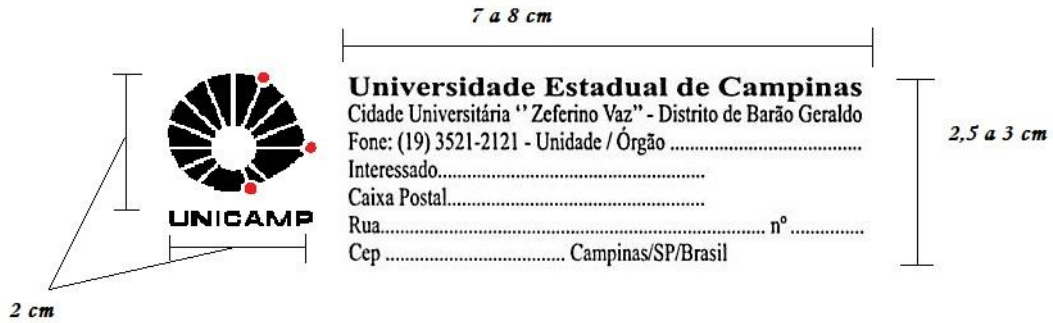 7 a 8 cm
Universidade Estadual de Campinas
Cidade Universitária ‘’ Zeferino Vaz’’ - Distrito de Barão Geraldo
Fone: (19) 3521-2121 - Unidade / Órgão ......................................
2,5 a 3 cm
Interessado.....................................................
Caixa Postal...................................................
UNICAMP
Rua............................................................................ nº ...............
Cep .................................... Campinas/SP/Brasil
2 cm